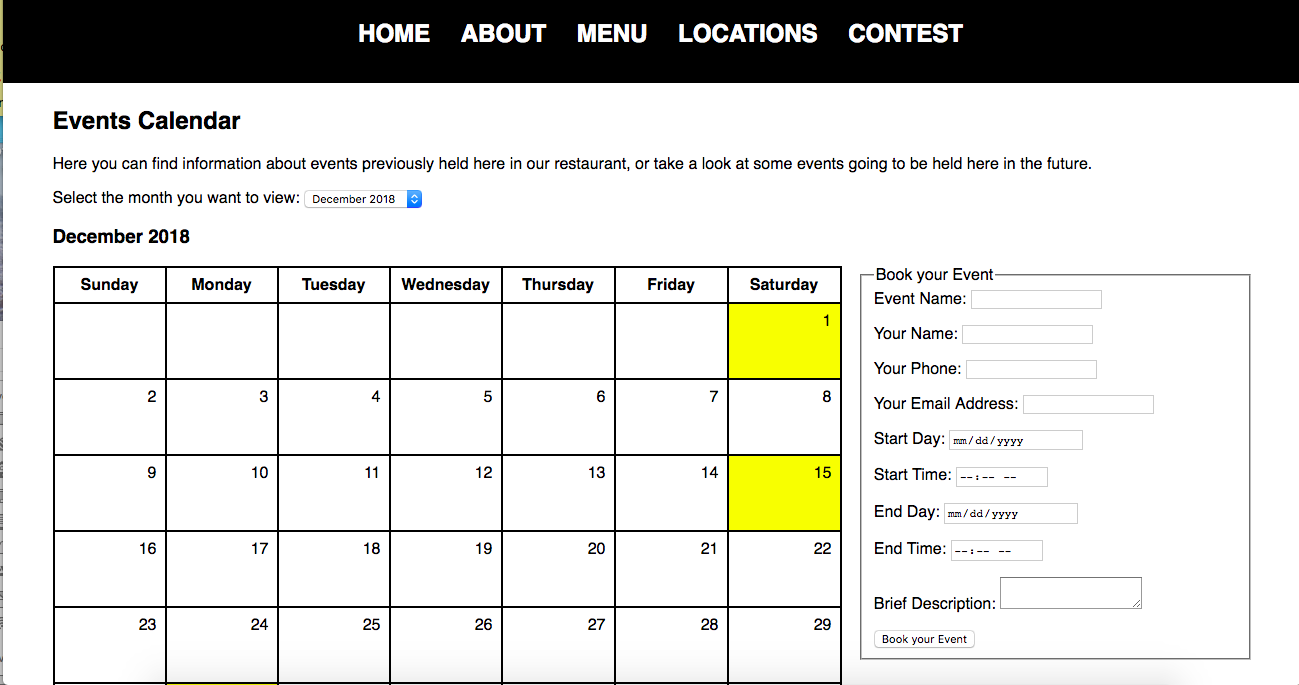 HOME ABOUT MENU LOCATIONS CONTEST
Events Calendar
Here you can find information about events previously held here in our restaurant, or take a look at some events going to be held here in the future.
Select the month you want to view: December 2018
December 2018
Sunday Monday Tuesday Wednesday Thursday Friday Saturday
1
2 3 4 5 6 7 8
9 10 11 12 13 14 15
16 17 18 19 20 21 22
23 24 25 26 27 28 29
Book your Event
Event Name:
Your Name:
Your Phone:
Your Email Address:
Start Day: mm/dd/yyyy
Start Time: --:-- --
End Day: mm/dd/yyyy
End Time: --:-- --
Brief Description:
Book your Event